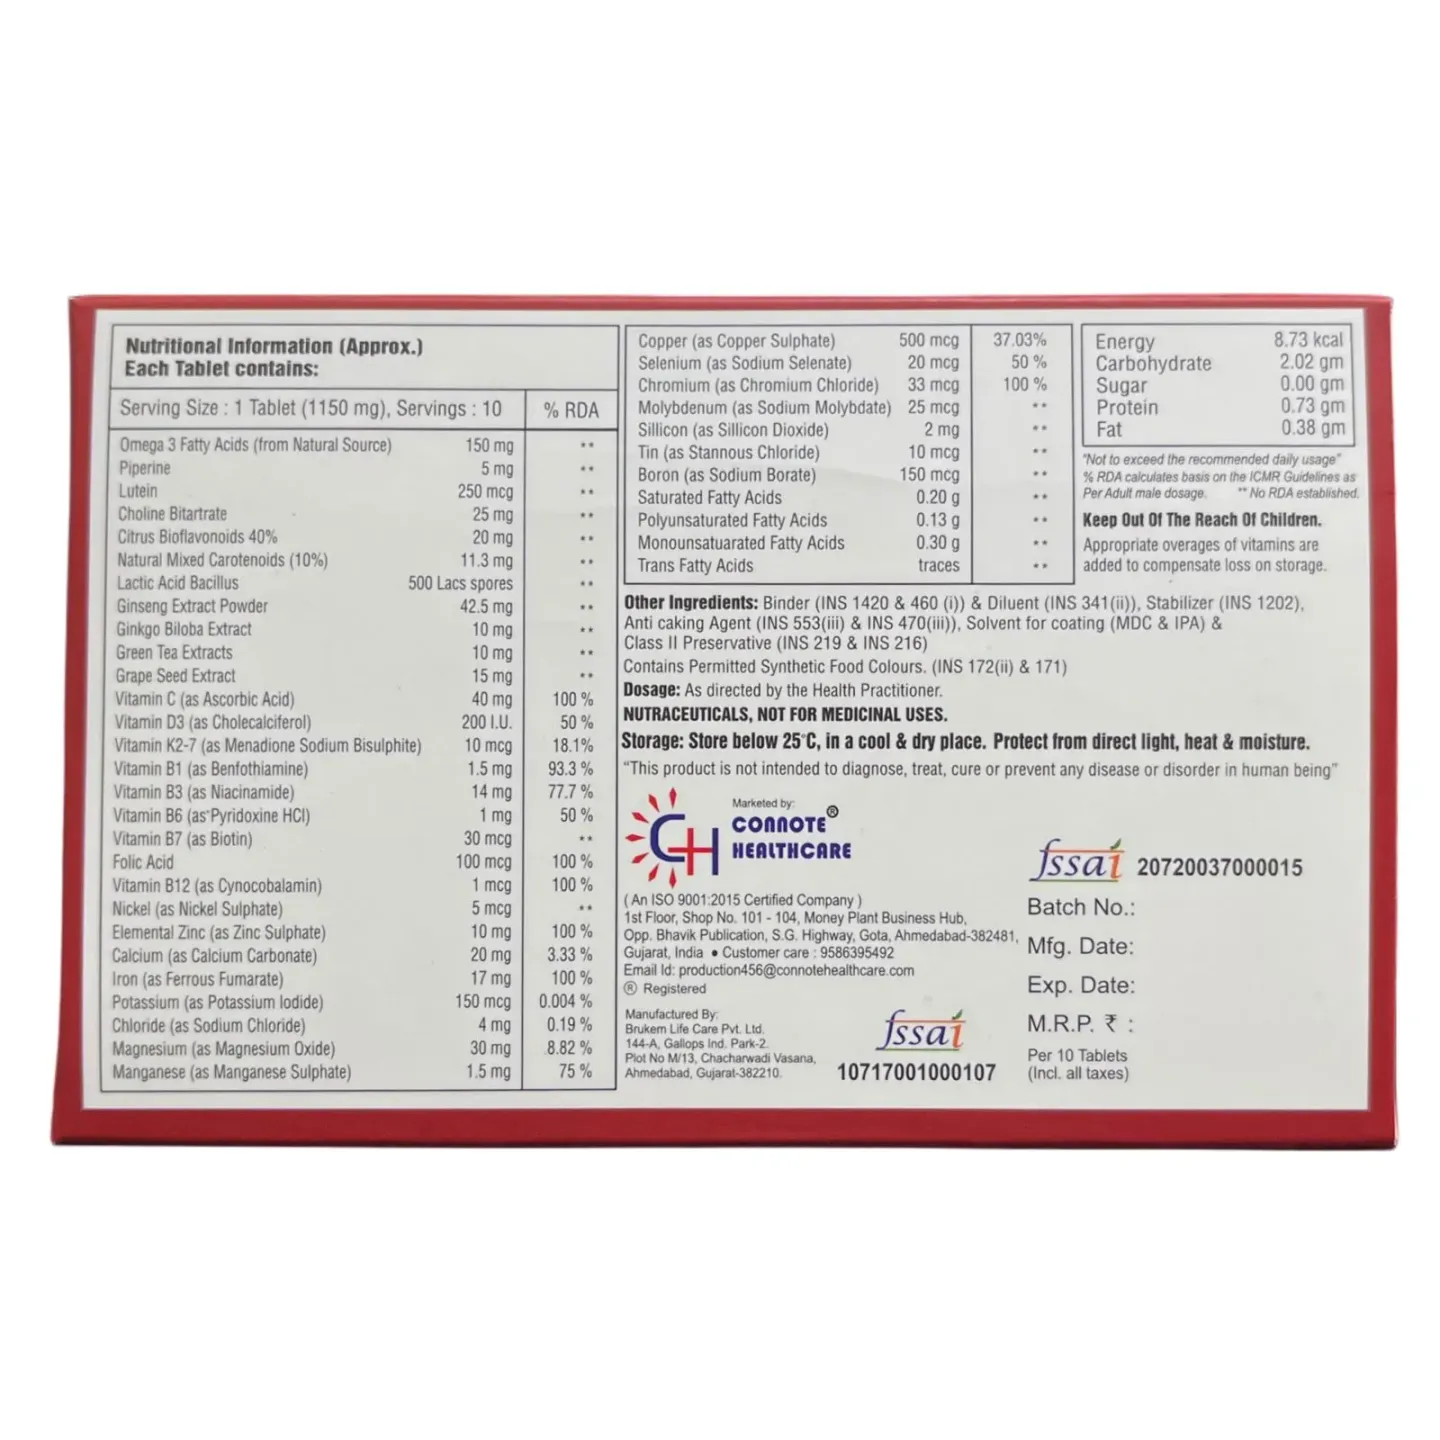 Nutritional Information (Approx.)
Each Tablet contains:
Serving Size : 1 Tablet (1150 mg), Servings : 10 % RDA
Omega 3 Fatty Acids (from Natural Source) 150 mg **
Piperine 5 mg **
Lutein 250 mcg **
Choline Bitartrate 25 mg **
Citrus Bioflavonoids 40% 20 mg **
Natural Mixed Carotenoids (10%) 11.3 mg **
Lactic Acid Bacillus 500 Lacs spores **
Ginseng Extract Powder 42.5 mg **
Ginkgo Biloba Extract 10 mg **
Green Tea Extracts 10 mg **
Grape Seed Extract 15 mg **
Vitamin C (as Ascorbic Acid) 40 mg 100 %
Vitamin D3 (as Cholecalciferol) 200 I.U. 50 %
Vitamin K2-7 (as Menadione Sodium Bisulphite) 10 mcg 18.1%
Vitamin B1 (as Benfothiamine) 1.5 mg 93.3 %
Vitamin B3 (as Niacinamide) 14 mg 77.7 %
Vitamin B6 (as Pyridoxine HCl) 1 mg 50 %
Vitamin B7 (as Biotin) 30 mcg **
Folic Acid 100 mcg 100 %
Vitamin B12 (as Cynocobalamin) 1 mcg 100 %
Nickel (as Nickel Sulphate) 5 mcg **
Elemental Zinc (as Zinc Sulphate) 10 mg 100 %
Calcium (as Calcium Carbonate) 20 mg 3.33 %
Iron (as Ferrous Fumarate) 17 mg 100 %
Potassium (as Potassium Iodide) 150 mcg 0.004 %
Chloride (as Sodium Chloride) 4 mg 0.19 %
Magnesium (as Magnesium Oxide) 30 mg 8.82 %
Manganese (as Manganese Sulphate) 1.5 mg 75 %
Copper (as Copper Sulphate) 500 mcg 37.03%
Selenium (as Sodium Selenate) 20 mcg 50 %
Chromium (as Chromium Chloride) 33 mcg 100 %
Molybdenum (as Sodium Molybdate) 25 mcg **
Sillicon (as Sillicon Dioxide) 2 mg **
Tin (as Stannous Chloride) 10 mcg **
Boron (as Sodium Borate) 150 mcg **
Saturated Fatty Acids 0.20 g **
Polyunsaturated Fatty Acids 0.13 g **
Monounsatuarated Fatty Acids 0.30 g **
Trans Fatty Acids traces **
Energy 8.73 kcal
Carbohydrate 2.02 gm
Sugar 0.00 gm
Protein 0.73 gm
Fat 0.38 gm
"Not to exceed the recommended daily usage"
% RDA calculates basis on the ICMR Guidelines as
Per Adult male dosage. ** No RDA established.
Keep Out Of The Reach Of Children.
Appropriate overages of vitamins are
added to compensate loss on storage.
Other Ingredients: Binder (INS 1420 & 460 (i)) & Diluent (INS 341(ii)), Stabilizer (INS 1202),
Anti caking Agent (INS 553(iii) & INS 470(iii)), Solvent for coating (MDC & IPA) &
Class II Preservative (INS 219 & INS 216)
Contains Permitted Synthetic Food Colours. (INS 172(ii) & 171)
Dosage: As directed by the Health Practitioner.
NUTRACEUTICALS, NOT FOR MEDICINAL USES.
Storage: Store below 25°C, in a cool & dry place. Protect from direct light, heat & moisture.
"This product is not intended to diagnose, treat, cure or prevent any disease or disorder in human being"
CH
Marketed by:
CONNOTE®
HEALTHCARE
( An ISO 9001:2015 Certified Company )
1st Floor, Shop No. 101 - 104, Money Plant Business Hub,
Opp. Bhavik Publication, S.G. Highway, Gota, Ahmedabad-382481,
Gujarat, India • Customer care : 9586395492
Email Id: production456@connotehealthcare.com
® Registered
Manufactured By:
Brukem Life Care Pvt. Ltd.
144-A, Gallops Ind. Park-2.
Plot No M/13, Chacharwadi Vasana,
Ahmedabad, Gujarat-382210.
fssai
10717001000107
fssai 20720037000015
Batch No.:
Mfg. Date:
Exp. Date:
M.R.P. ₹ :
Per 10 Tablets
(Incl. all taxes)